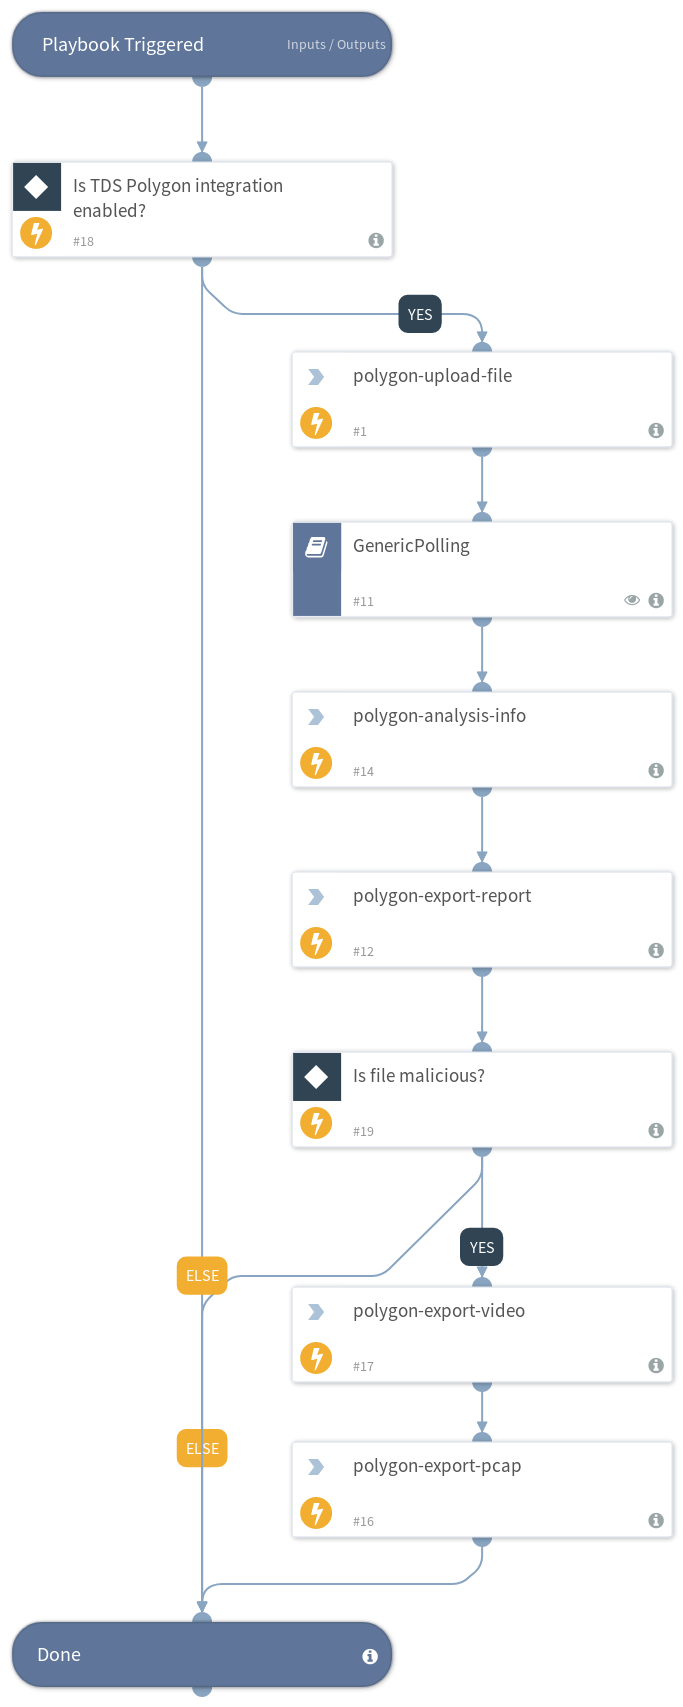 Playbook Triggered
Inputs / Outputs
Is TDS Polygon integration
enabled?
#18
YES
polygon-upload-file
#1
GenericPolling
#11
polygon-analysis-info
#14
polygon-export-report
#12
Is file malicious?
#19
YES
ELSE
polygon-export-video
#17
ELSE
polygon-export-pcap
#16
Done